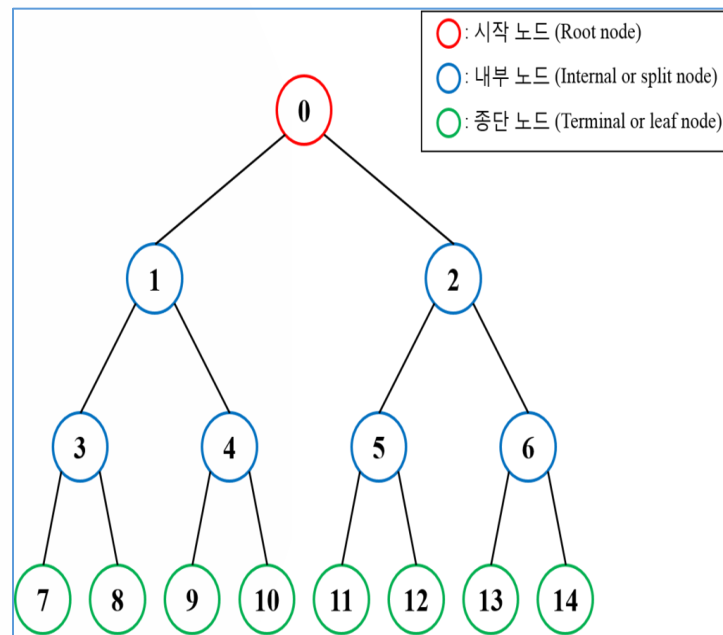 : 시작 노드 (Root node)
: 내부 노드 (Internal or split node)
: 종단 노드 (Terminal or leaf node)
0
1 2
3 4 5 6
7 8 9 10 11 12 13 14